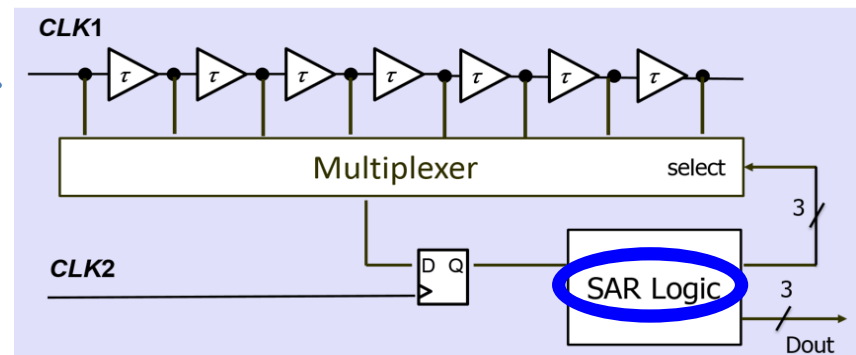 CLK1
τ τ τ τ τ τ τ
Multiplexer select
3
D Q
CLK2
SAR Logic
3
Dout